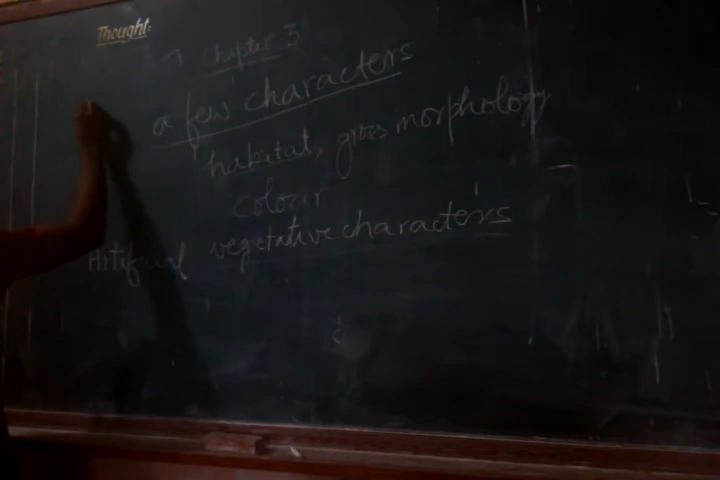 Thought:
Chapter 3
a few characters
habitat, gross morphology
colour
Artificial vegetative characters